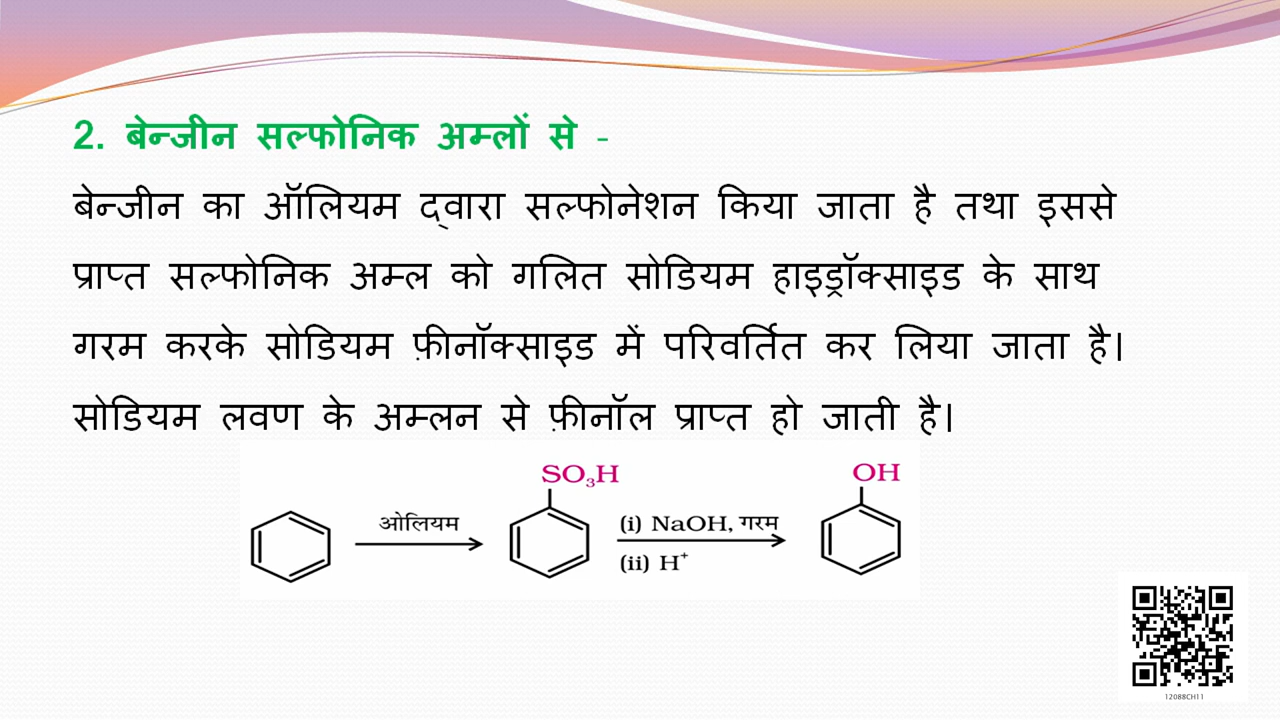 2. बेन्जीन सल्फोनिक अम्लों से -
बेन्जीन का ऑलियम द्वारा सल्फोनेशन किया जाता है तथा इससे
प्राप्त सल्फोनिक अम्ल को गलित सोडियम हाइड्रॉक्साइड के साथ
गरम करके सोडियम फ़ीनॉक्साइड में परिवर्तित कर लिया जाता है।
सोडियम लवण के अम्लन से फ़ीनॉल प्राप्त हो जाती है।
SO₃H
OH
ओलियम
(i) NaOH, गरम
(ii) H⁺
12088CH11